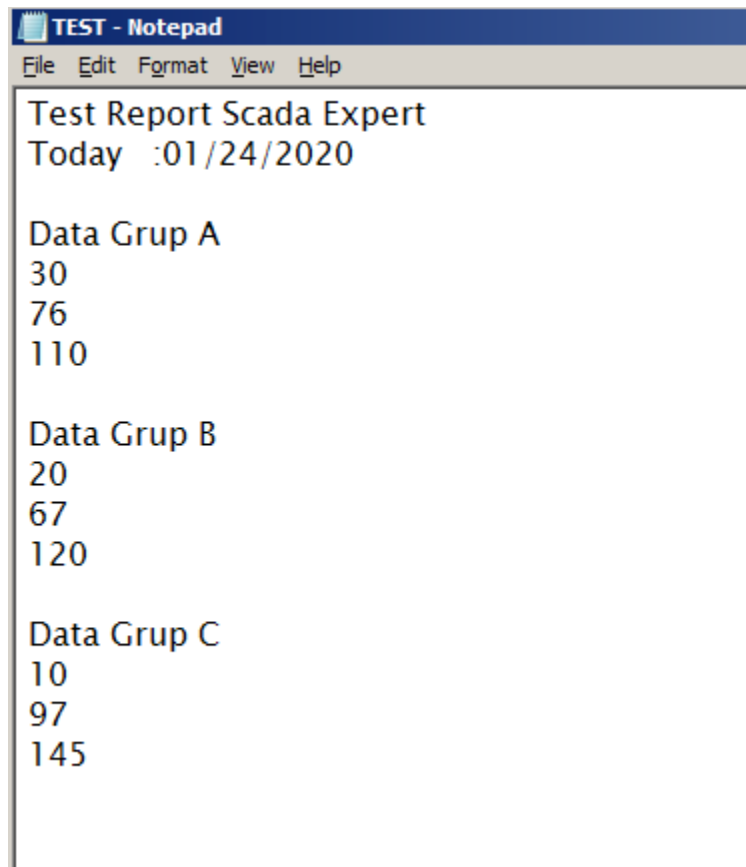 TEST - Notepad
File Edit Format View Help
Test Report Scada Expert
Today :01/24/2020
Data Grup A
30
76
110
Data Grup B
20
67
120
Data Grup C
10
97
145